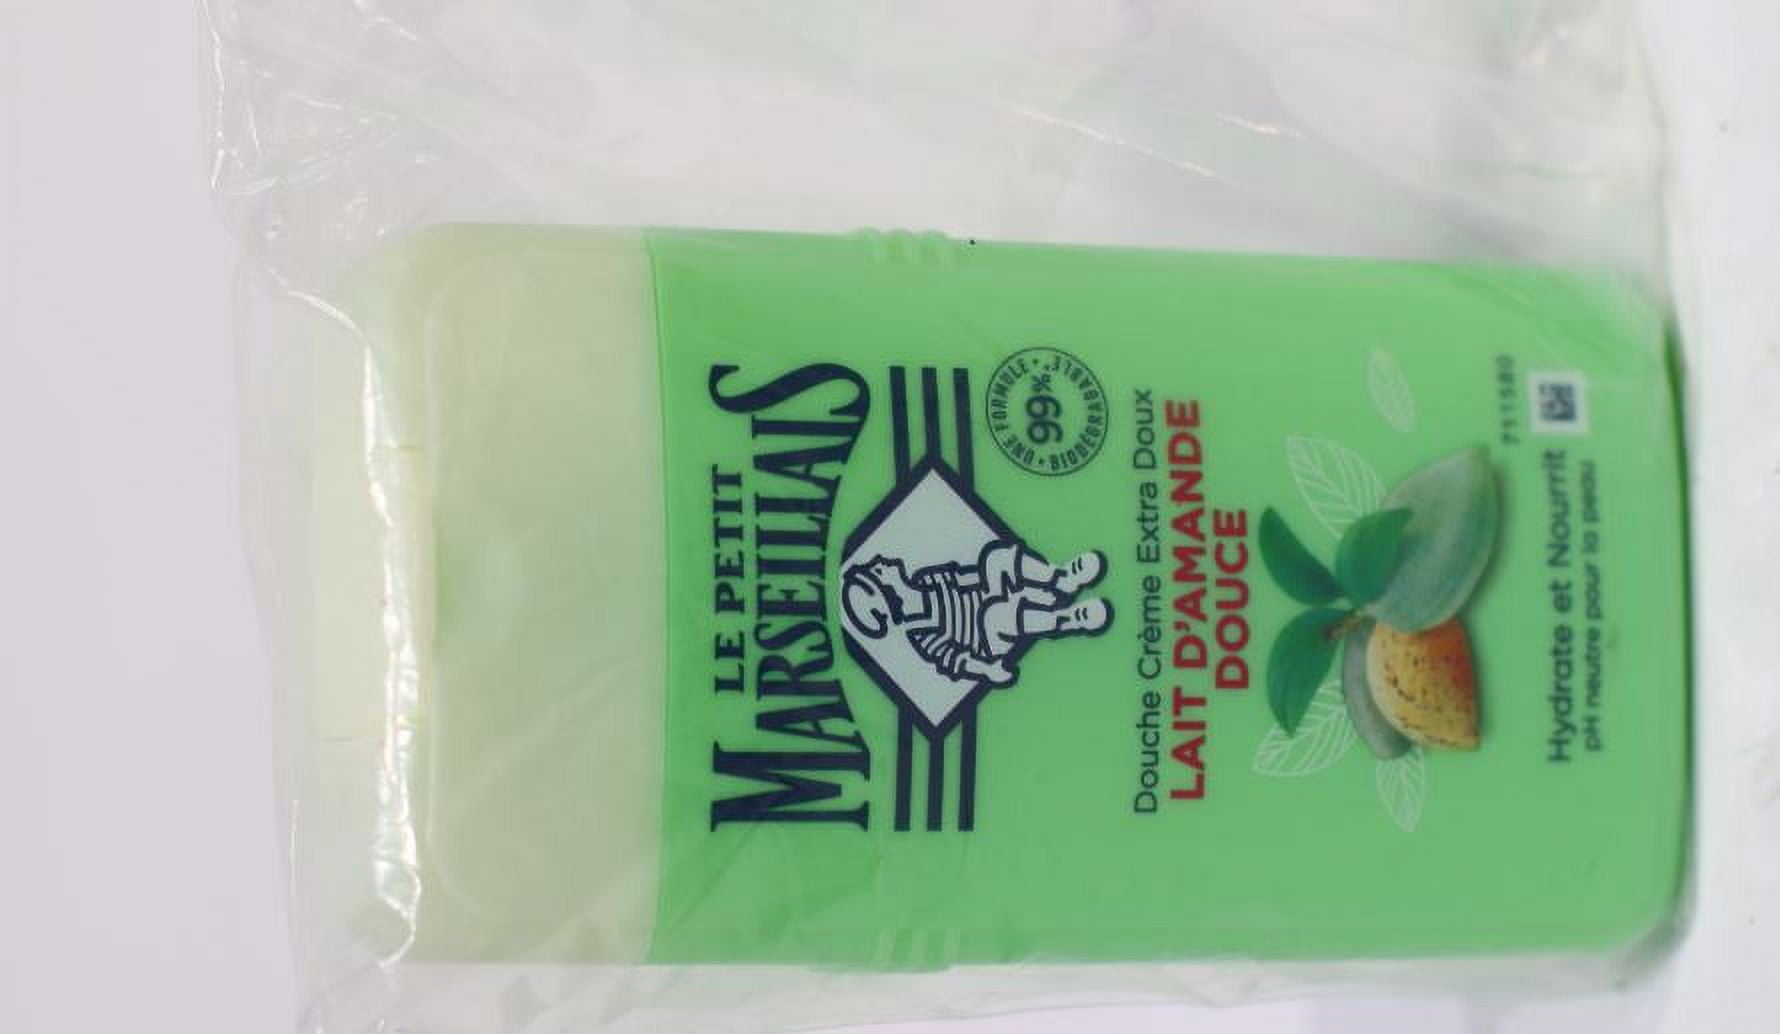 LE PETIT
MARSEILLAIS
UNE FORMULE
99%
BIODÉGRADABLE
Douche Crème Extra Doux
LAIT D'AMANDE
DOUCE
711580
Hydrate et Nourrit
pH neutre pour la peau